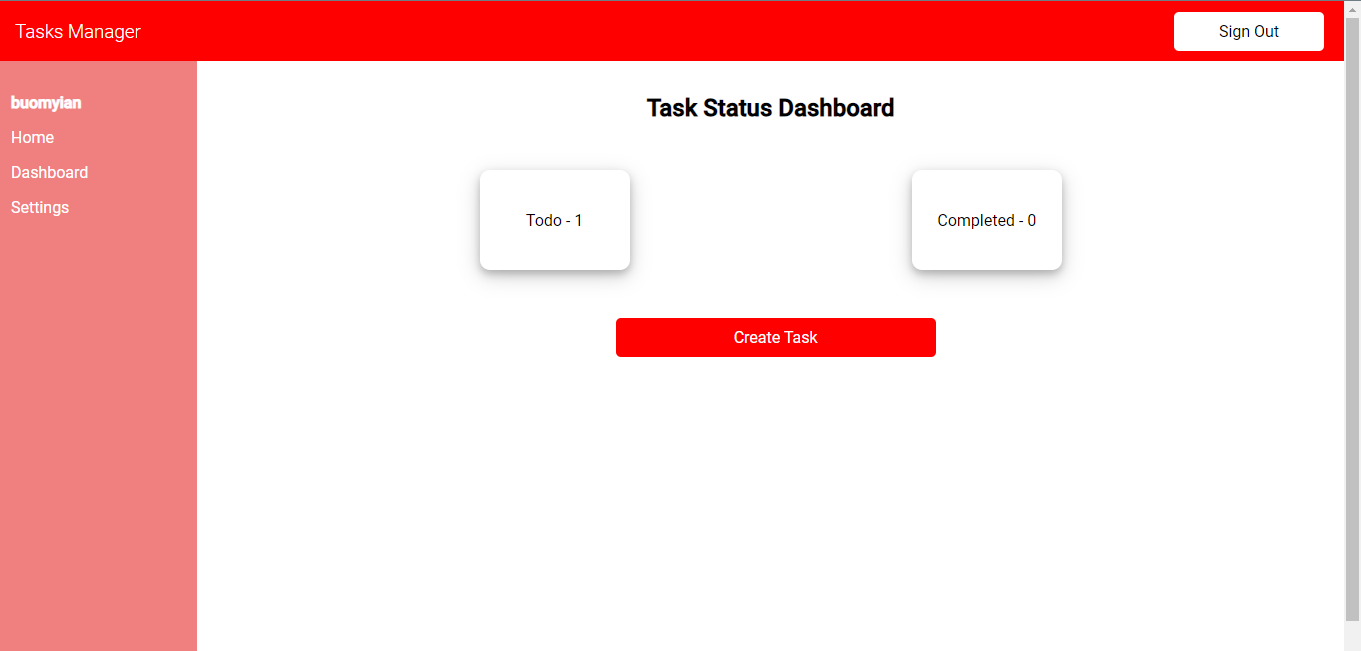 Tasks Manager
Sign Out
buomyian
Home
Dashboard
Settings
Task Status Dashboard
Todo - 1
Completed - 0
Create Task